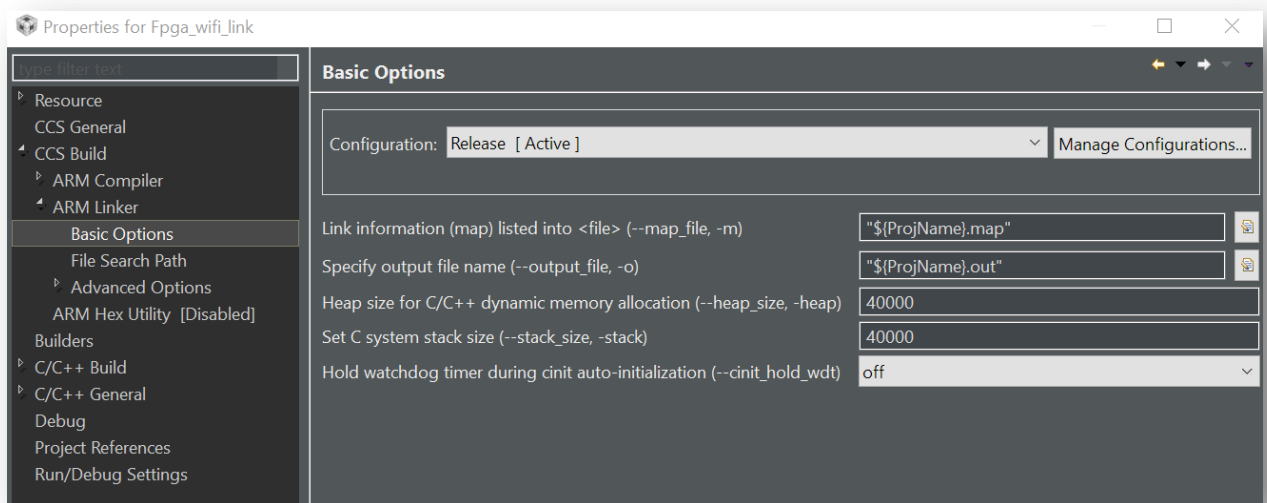 Properties for Fpga_wifi_link
type filter text
Resource
CCS General
CCS Build
ARM Compiler
ARM Linker
Basic Options
File Search Path
Advanced Options
ARM Hex Utility [Disabled]
Builders
C/C++ Build
C/C++ General
Debug
Project References
Run/Debug Settings
Basic Options
Configuration: Release [ Active ] Manage Configurations...
Link information (map) listed into <file> (--map_file, -m) "${ProjName}.map"
Specify output file name (--output_file, -o) "${ProjName}.out"
Heap size for C/C++ dynamic memory allocation (--heap_size, -heap) 40000
Set C system stack size (--stack_size, -stack) 40000
Hold watchdog timer during cinit auto-initialization (--cinit_hold_wdt) off